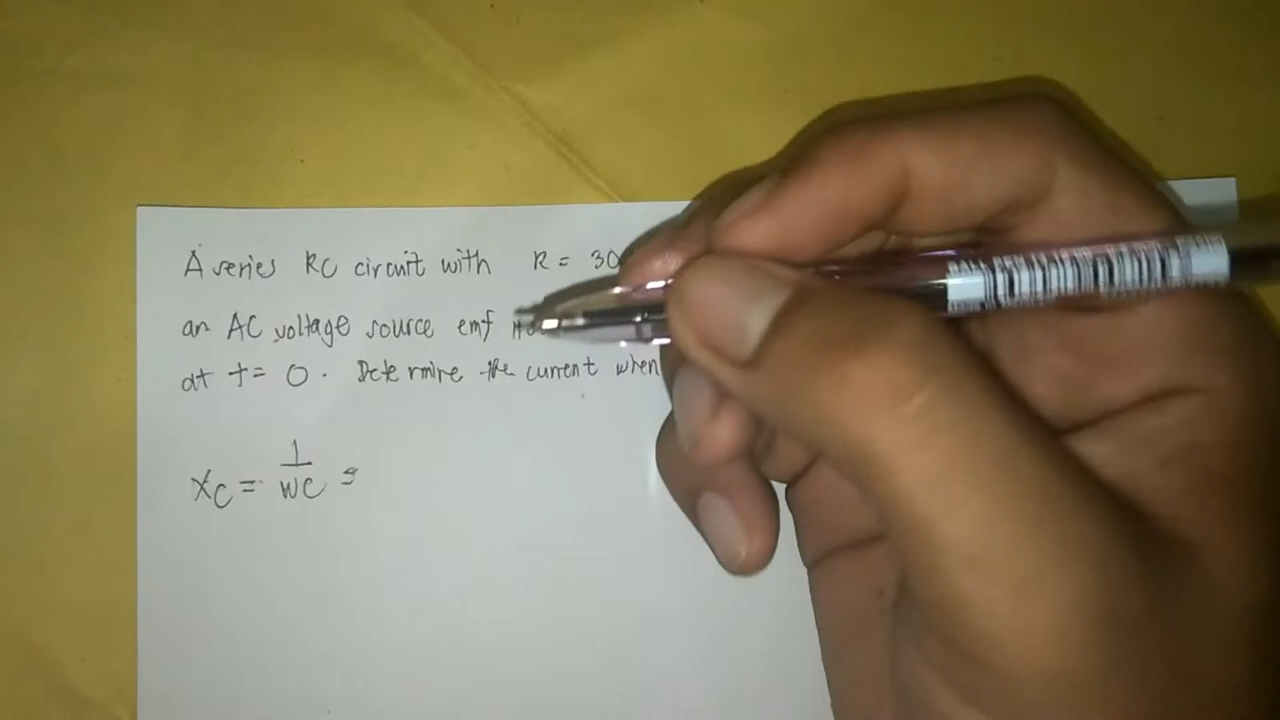 A series RC circuit with R = 30
an AC voltage source emf
at t = 0. Determine the current when
Xc = 1/wc =